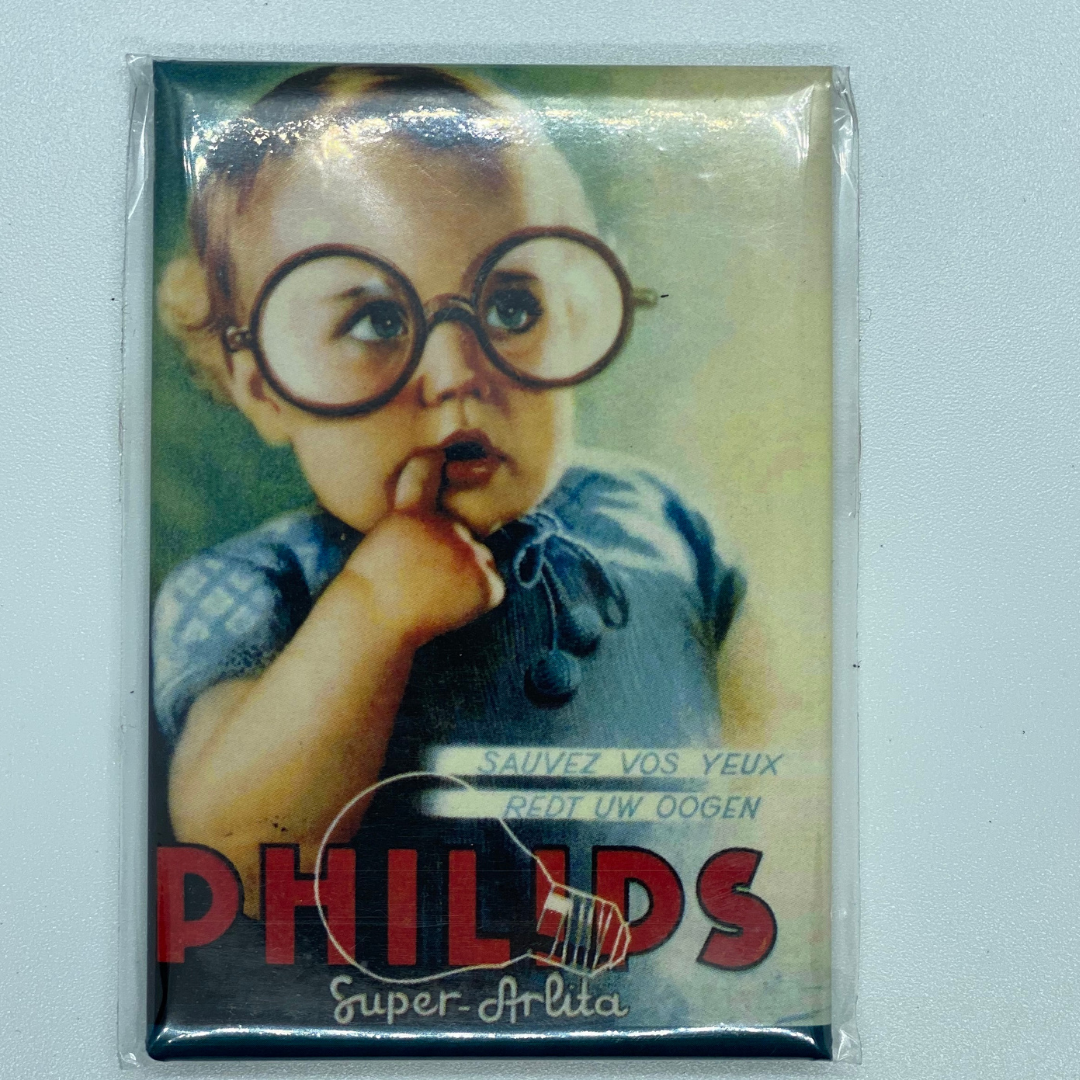 SAUVEZ VOS YEUX
REDT UW OOGEN
PHILIPS
Super-Arlita